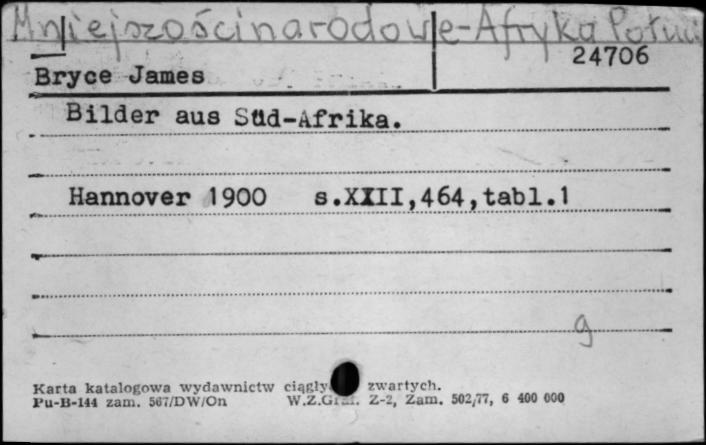 Mniejszości narodowe-Afryka Połud
24706
Bryce James
Bilder aus Süd-Afrika.
Hannover 1900 s.XXII,464,tabl.1
g
Karta katalogowa wydawnictw zwartych.
Pu-B-144 zam. 567/DW/On W.Z.Graf. Z-2, Zam. 502/77, 6 400 000